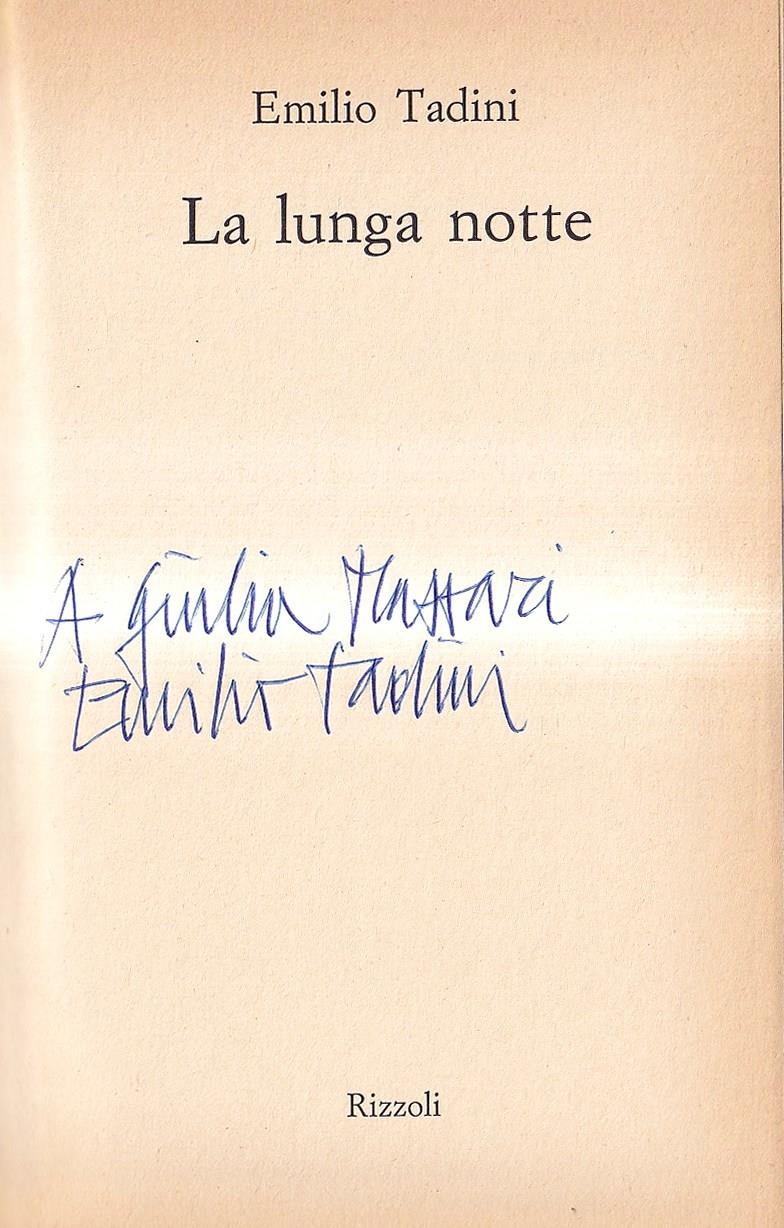 Emilio Tadini
La lunga notte
A Giulia Massari
Emilio Tadini
Rizzoli